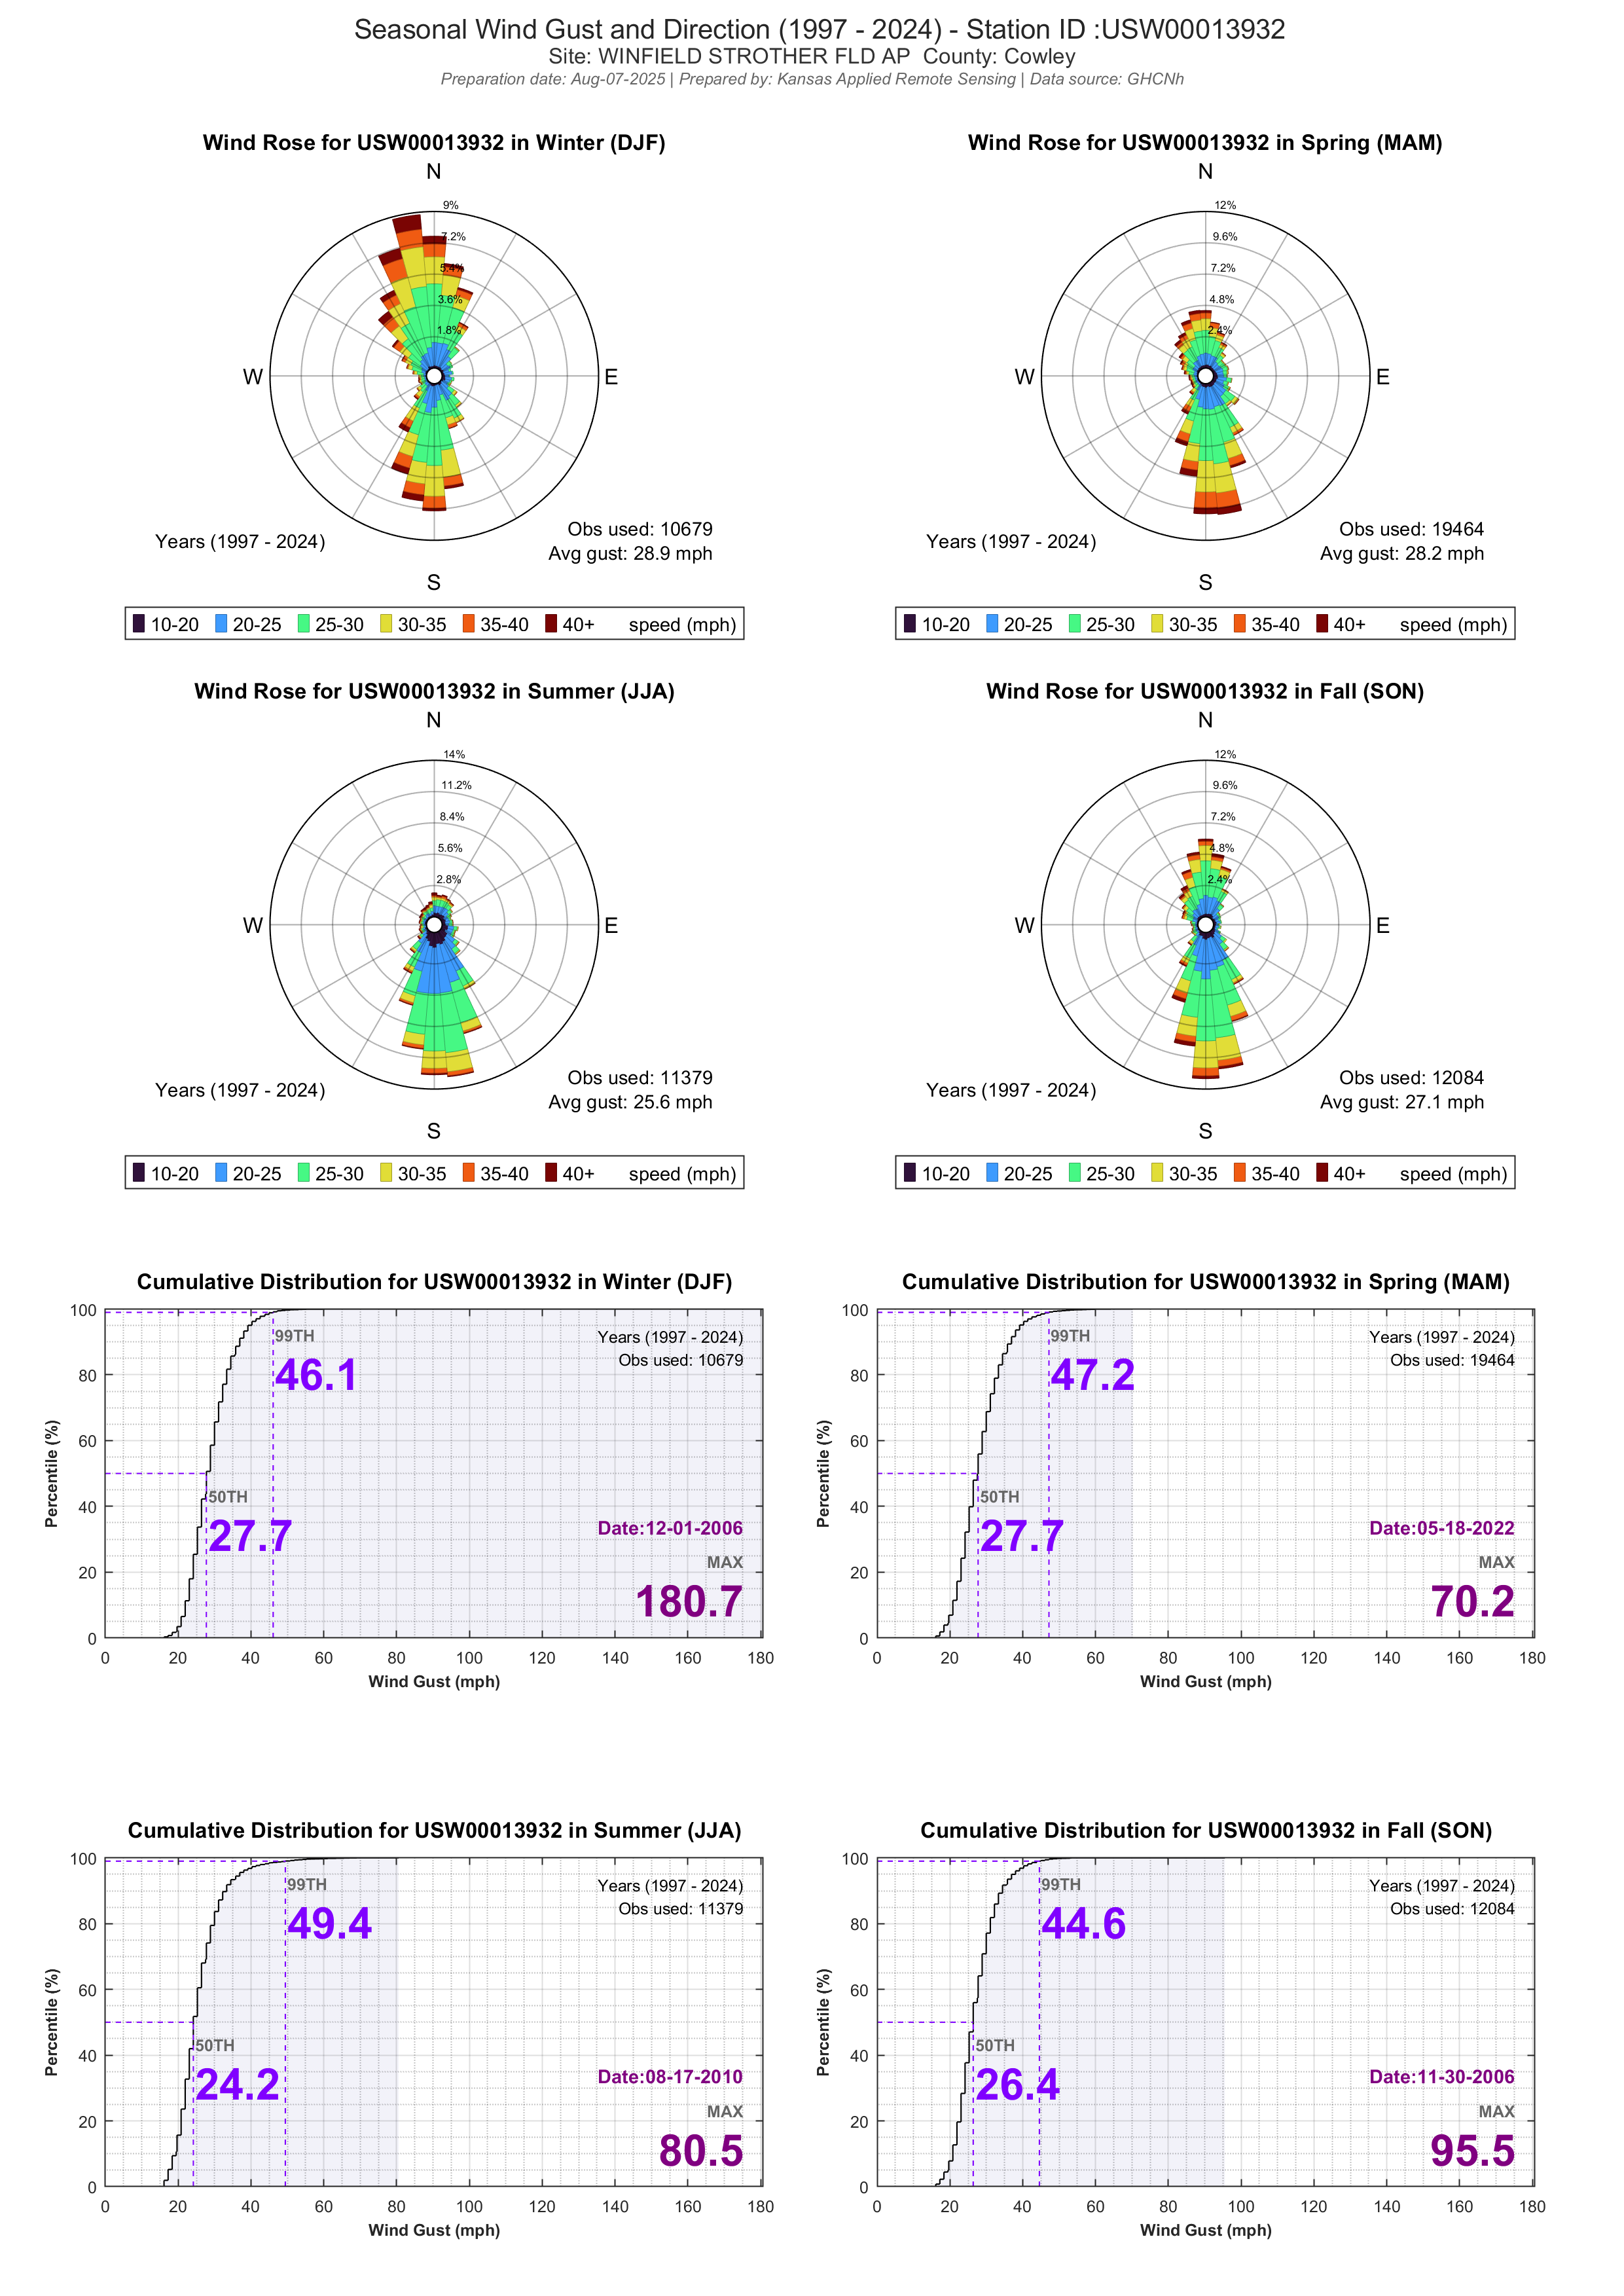 Seasonal Wind Gust and Direction (1997 - 2024) - Station ID :USW00013932
Site: WINFIELD STROTHER FLD AP  County: Cowley
Preparation date: Aug-07-2025 | Prepared by: Kansas Applied Remote Sensing | Data source: GHCNh
Wind Rose for USW00013932 in Winter (DJF)
N
9%
7.2%
5.4%
3.6%
1.8%
W
E
Obs used: 10679
Years (1997 - 2024)
Avg gust: 28.9 mph
S
10-20 20-25 25-30 30-35 35-40 40+ speed (mph)
Wind Rose for USW00013932 in Spring (MAM)
N
12%
9.6%
7.2%
4.8%
2.4%
W
E
Obs used: 19464
Years (1997 - 2024)
Avg gust: 28.2 mph
S
10-20 20-25 25-30 30-35 35-40 40+ speed (mph)
Wind Rose for USW00013932 in Summer (JJA)
N
14%
11.2%
8.4%
5.6%
2.8%
W
E
Obs used: 11379
Years (1997 - 2024)
Avg gust: 25.6 mph
S
10-20 20-25 25-30 30-35 35-40 40+ speed (mph)
Wind Rose for USW00013932 in Fall (SON)
N
12%
9.6%
7.2%
4.8%
2.4%
W
E
Obs used: 12084
Years (1997 - 2024)
Avg gust: 27.1 mph
S
10-20 20-25 25-30 30-35 35-40 40+ speed (mph)
Cumulative Distribution for USW00013932 in Winter (DJF)
100
80
60
40
20
0
Percentile (%)
99TH
46.1
Years (1997 - 2024)
Obs used: 10679
50TH
27.7
Date:12-01-2006
MAX
180.7
0 20 40 60 80 100 120 140 160 180
Wind Gust (mph)
Cumulative Distribution for USW00013932 in Spring (MAM)
100
80
60
40
20
0
Percentile (%)
99TH
47.2
Years (1997 - 2024)
Obs used: 19464
50TH
27.7
Date:05-18-2022
MAX
70.2
0 20 40 60 80 100 120 140 160 180
Wind Gust (mph)
Cumulative Distribution for USW00013932 in Summer (JJA)
100
80
60
40
20
0
Percentile (%)
99TH
49.4
Years (1997 - 2024)
Obs used: 11379
50TH
24.2
Date:08-17-2010
MAX
80.5
0 20 40 60 80 100 120 140 160 180
Wind Gust (mph)
Cumulative Distribution for USW00013932 in Fall (SON)
100
80
60
40
20
0
Percentile (%)
99TH
44.6
Years (1997 - 2024)
Obs used: 12084
50TH
26.4
Date:11-30-2006
MAX
95.5
0 20 40 60 80 100 120 140 160 180
Wind Gust (mph)